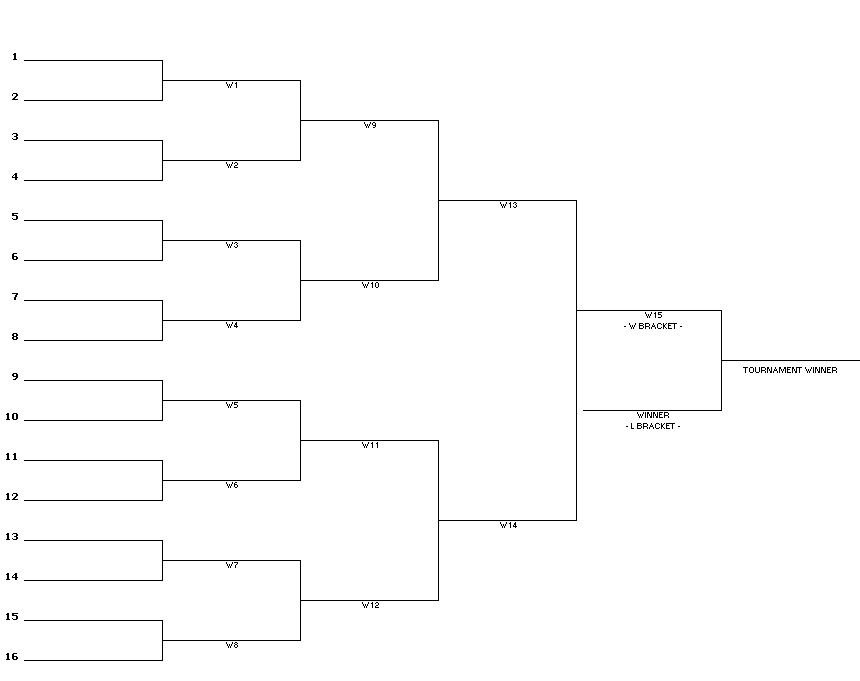 1
W1
2
W9
3
W2
4
W13
5
W3
6
W10
7
W4
8
W15
- W BRACKET -
TOURNAMENT WINNER
9
W5
10
WINNER
- L BRACKET -
W11
11
W6
12
W14
13
W7
14
W12
15
W8
16